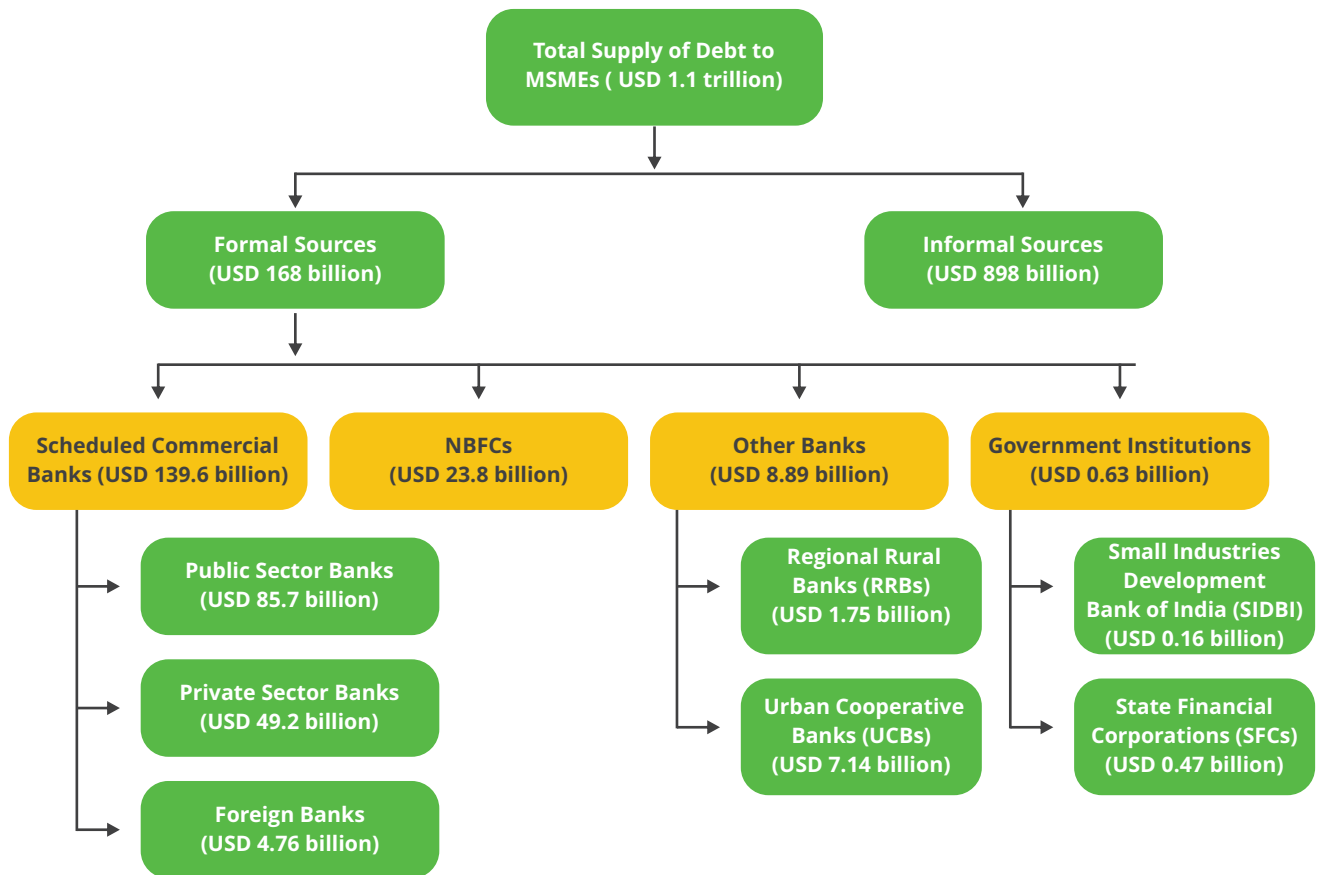 Total Supply of Debt to
MSMEs ( USD 1.1 trillion)
Formal Sources
(USD 168 billion)
Informal Sources
(USD 898 billion)
Scheduled Commercial
Banks (USD 139.6 billion)
NBFCs
(USD 23.8 billion)
Other Banks
(USD 8.89 billion)
Government Institutions
(USD 0.63 billion)
Public Sector Banks
(USD 85.7 billion)
Private Sector Banks
(USD 49.2 billion)
Foreign Banks
(USD 4.76 billion)
Regional Rural
Banks (RRBs)
(USD 1.75 billion)
Urban Cooperative
Banks (UCBs)
(USD 7.14 billion)
Small Industries
Development
Bank of India (SIDBI)
(USD 0.16 billion)
State Financial
Corporations (SFCs)
(USD 0.47 billion)